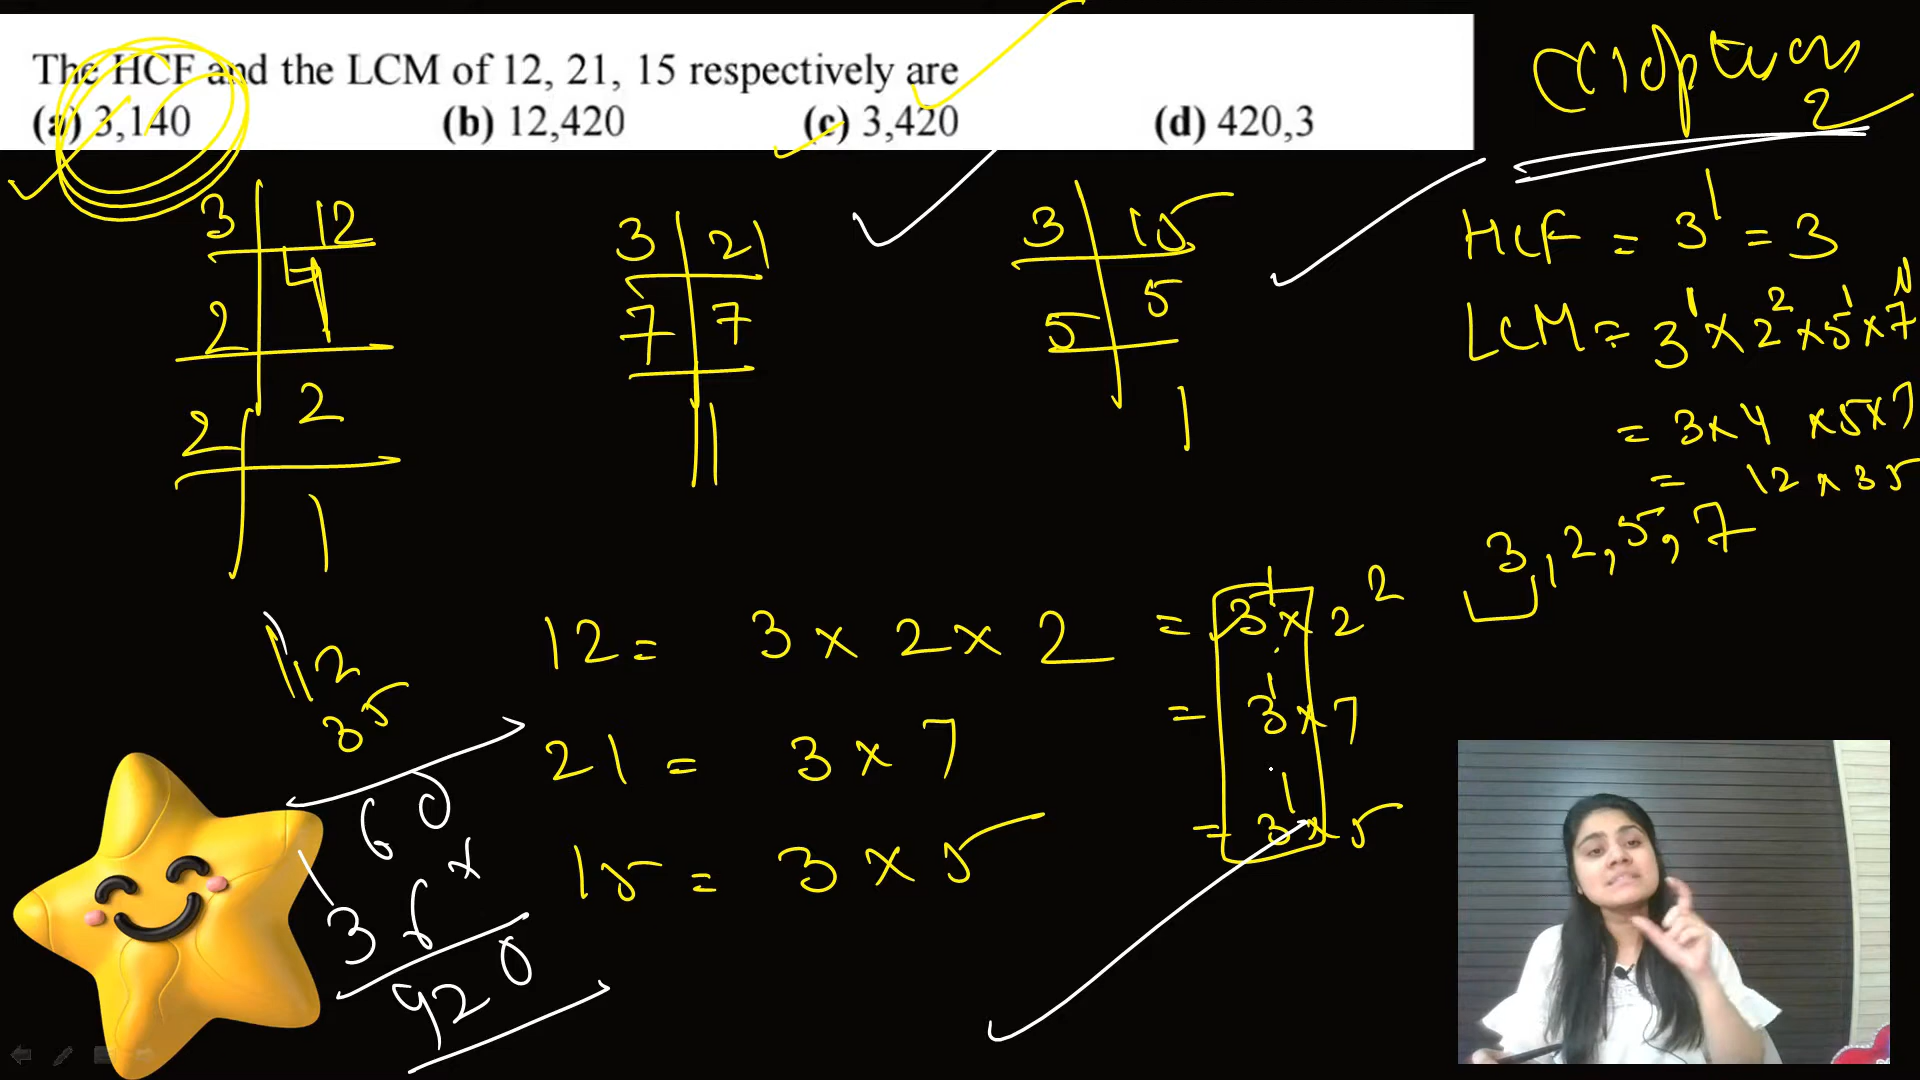 The HCF and the LCM of 12, 21, 15 respectively are
(a) 3,140 (b) 12,420 (c) 3,420 (d) 420,3
2
3 12
2 4
2 2
1
3 21
7 7
1
3 15
5 5
1
HCF = 3¹ = 3
LCM = 3¹ × 2² × 5¹ × 7
= 3 × 4 × 5 × 7
= 12 × 35
3, 2, 5, 7
12 = 3 × 2 × 2 = 3¹ × 2²
21 = 3 × 7 = 3¹ × 7
15 = 3 × 5 = 3¹ × 5
12
35
60
36 ×
420